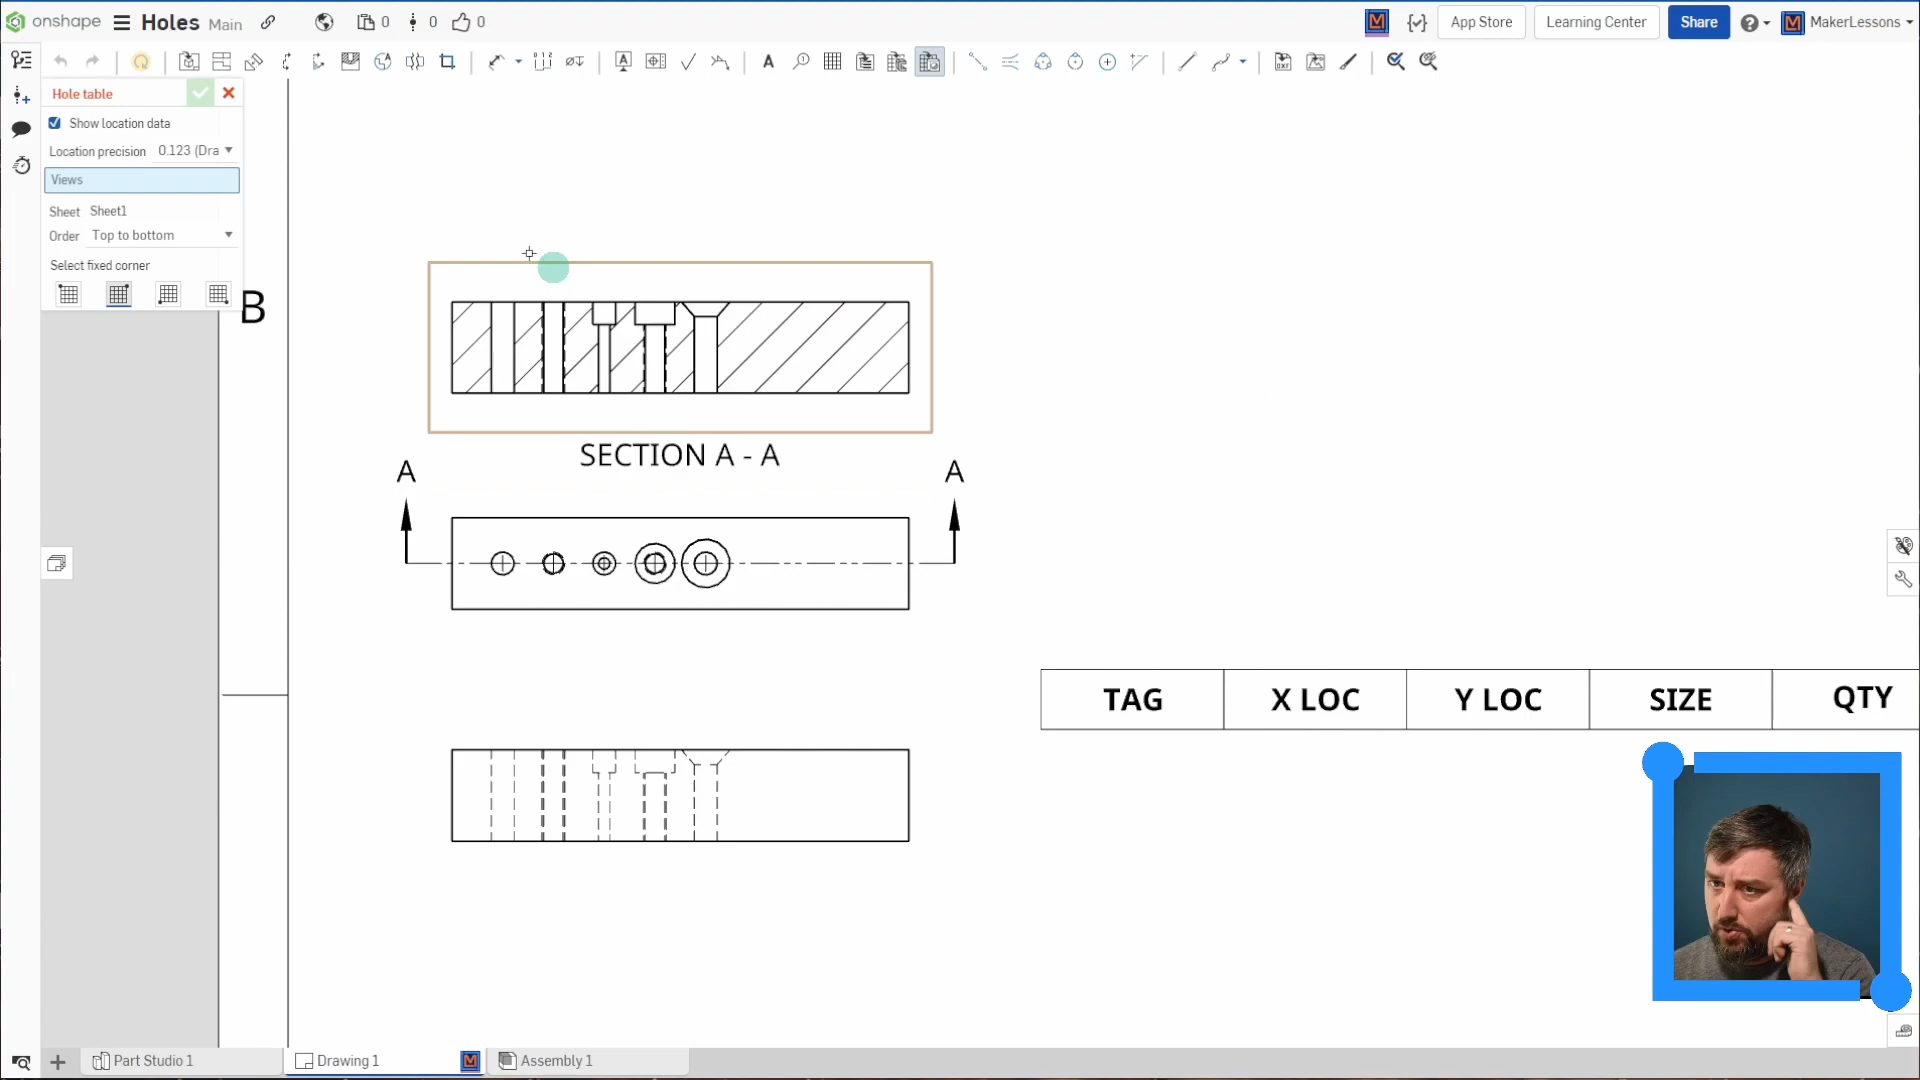 onshape Holes Main 0 0 0 App Store Learning Center Share MakerLessons
Hole table
Show location data
Location precision 0.123 (Dra
Views
Sheet Sheet1
Order Top to bottom
Select fixed corner
B
SECTION A - A
A A
TAG X LOC Y LOC SIZE QTY
Part Studio 1 Drawing 1 Assembly 1